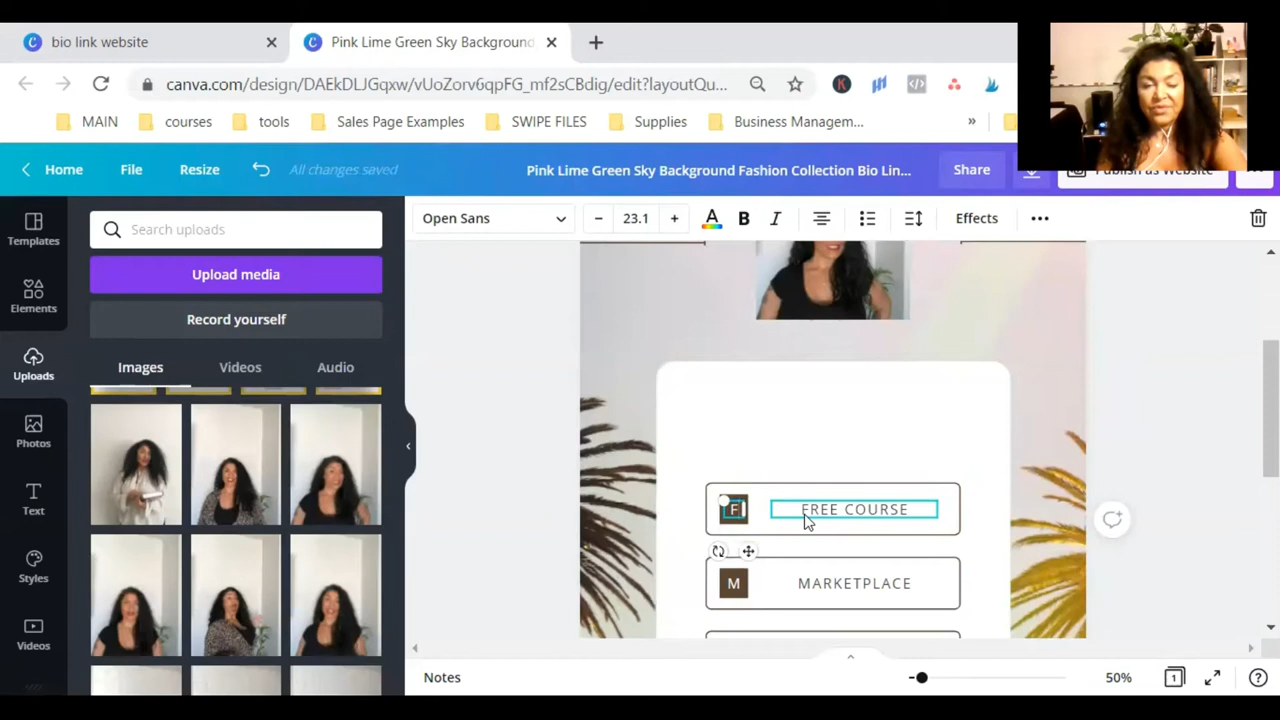 bio link website
Pink Lime Green Sky Background
canva.com/design/DAEkDLJGqxw/vUoZorv6qpFG_mf2sCBdig/edit?layoutQu...
MAIN
courses
tools
Sales Page Examples
SWIPE FILES
Supplies
Business Managem...
»
Home
File
Resize
All changes saved
Pink Lime Green Sky Background Fashion Collection Bio Lin...
Share
Publish as Website
Open Sans
23.1
A
B
I
Effects
Templates
Search uploads
Upload media
Elements
Record yourself
Uploads
Images
Videos
Audio
Photos
Text
Styles
Videos
F
FREE COURSE
M
MARKETPLACE
Notes
50%
1